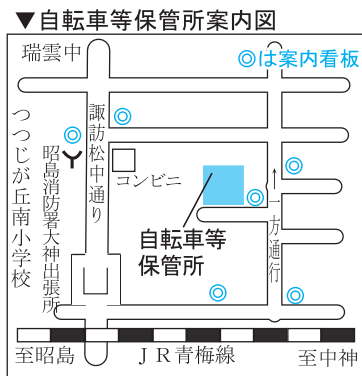 ▼自転車等保管所案内図
瑞雲中
◎は案内看板
諏訪松中通り
コンビニ
つつじが丘南小学校
昭島消防署大神出張所
自転車等
保管所
←一方通行
至昭島
JR青梅線
至中神